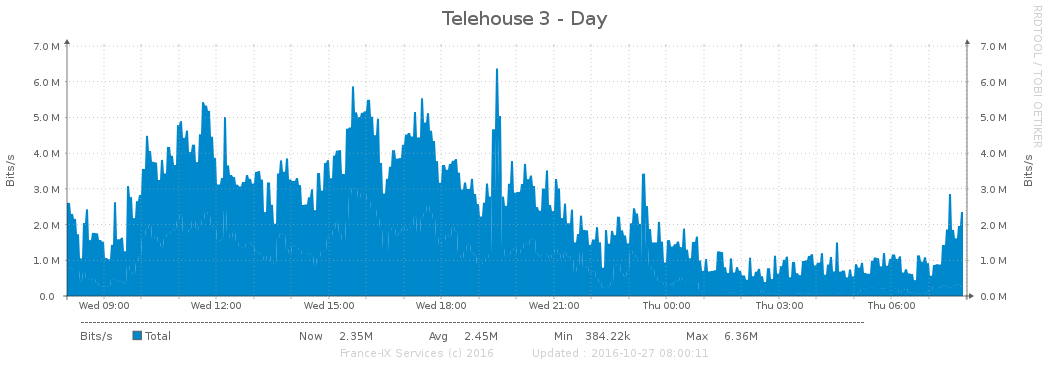 Telehouse 3 - Day
RRDTOOL / TOBI OETIKER
Bits/s
7.0 M 7.0 M
6.0 M 6.0 M
5.0 M 5.0 M
4.0 M 4.0 M
3.0 M 3.0 M
2.0 M 2.0 M
1.0 M 1.0 M
0.0 0.0 M
Bits/s
Wed 09:00 Wed 12:00 Wed 15:00 Wed 18:00 Wed 21:00 Thu 00:00 Thu 03:00 Thu 06:00
Bits/s Total Now 2.35M Avg 2.45M Min 384.22k Max 6.36M
France-IX Services (c) 2016 Updated : 2016-10-27 08:00:11